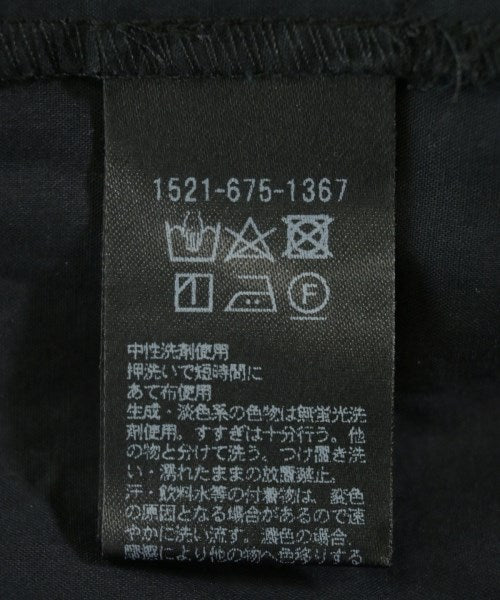 1521-675-1367
F
中性洗剤使用
押洗いで短時間に
あて布使用
生成・淡色系の色物は無蛍光洗
剤使用。すすぎは十分行う。他
の物と分けて洗う。つけ置き洗
い・濡れたままの放置禁止。
汗・飲料水等の付着物は、変色
の原因となる場合があるので速
やかに洗い流す。濃色の場合、
摩擦により他の物へ色移りする